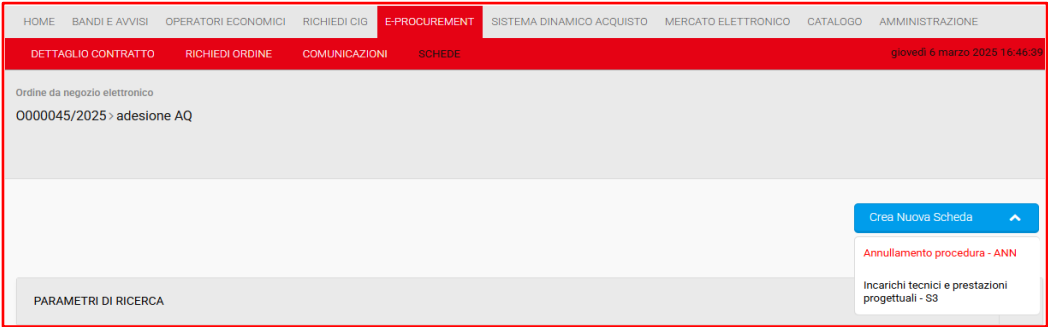 HOME BANDI E AVVISI OPERATORI ECONOMICI RICHIEDI CIG E-PROCUREMENT SISTEMA DINAMICO ACQUISTO MERCATO ELETTRONICO CATALOGO AMMINISTRAZIONE
DETTAGLIO CONTRATTO RICHIEDI ORDINE COMUNICAZIONI SCHEDE giovedì 6 marzo 2025 16:46:39
Ordine da negozio elettronico
O000045/2025 > adesione AQ
Crea Nuova Scheda
Annullamento procedura - ANN
Incarichi tecnici e prestazioni
progettuali - S3
PARAMETRI DI RICERCA